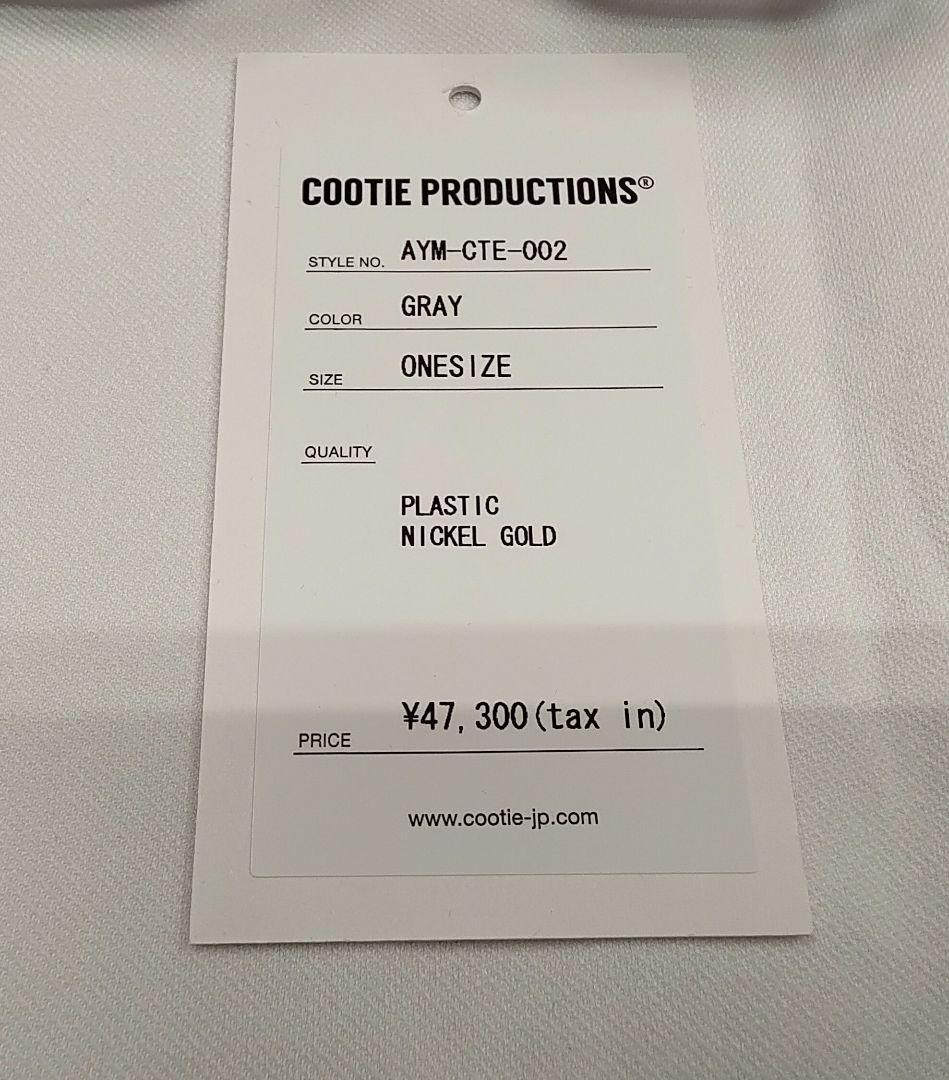 COOTIE PRODUCTIONS®
STYLE NO. AYM-CTE-002
COLOR GRAY
SIZE ONESIZE
QUALITY
PLASTIC
NICKEL GOLD
PRICE ¥47,300(tax in)
www.cootie-jp.com